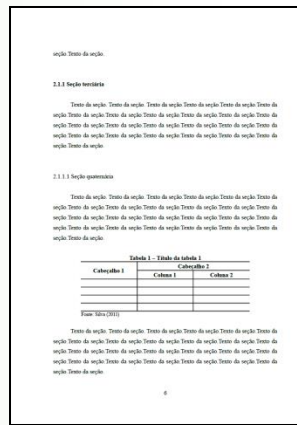 seção.Texto da seção.
2.1.1 Seção terciária
Texto da seção. Texto da seção. Texto da seção.Texto da seção.Texto da seção.Texto da
seção.Texto da seção.Texto da seção.Texto da seção.Texto da seção.Texto da seção.Texto da
seção.Texto da seção.Texto da seção.Texto da seção.Texto da seção.Texto da seção.Texto da
seção.Texto da seção.Texto da seção.Texto da seção.Texto da seção.Texto da seção.Texto da
seção.Texto da seção.
2.1.1.1 Seção quaternária
Texto da seção. Texto da seção. Texto da seção.Texto da seção.Texto da seção.Texto da
seção.Texto da seção.Texto da seção.Texto da seção.Texto da seção.Texto da seção.Texto da
seção.Texto da seção.Texto da seção.Texto da seção.Texto da seção.Texto da seção.Texto da
seção.Texto da seção.Texto da seção.Texto da seção.Texto da seção.Texto da seção.Texto da
seção.Texto da seção.
Tabela 1 – Título da tabela 1
Cabeçalho 1 Cabeçalho 2
Coluna 1 Coluna 2
Fonte: Silva (2011)
Texto da seção. Texto da seção. Texto da seção.Texto da seção.Texto da seção.Texto da
seção.Texto da seção.Texto da seção.Texto da seção.Texto da seção.Texto da seção.Texto da
seção.Texto da seção.Texto da seção.Texto da seção.Texto da seção.Texto da seção.Texto da
seção.Texto da seção.Texto da seção.Texto da seção.Texto da seção.Texto da seção.Texto da
seção.Texto da seção.
6